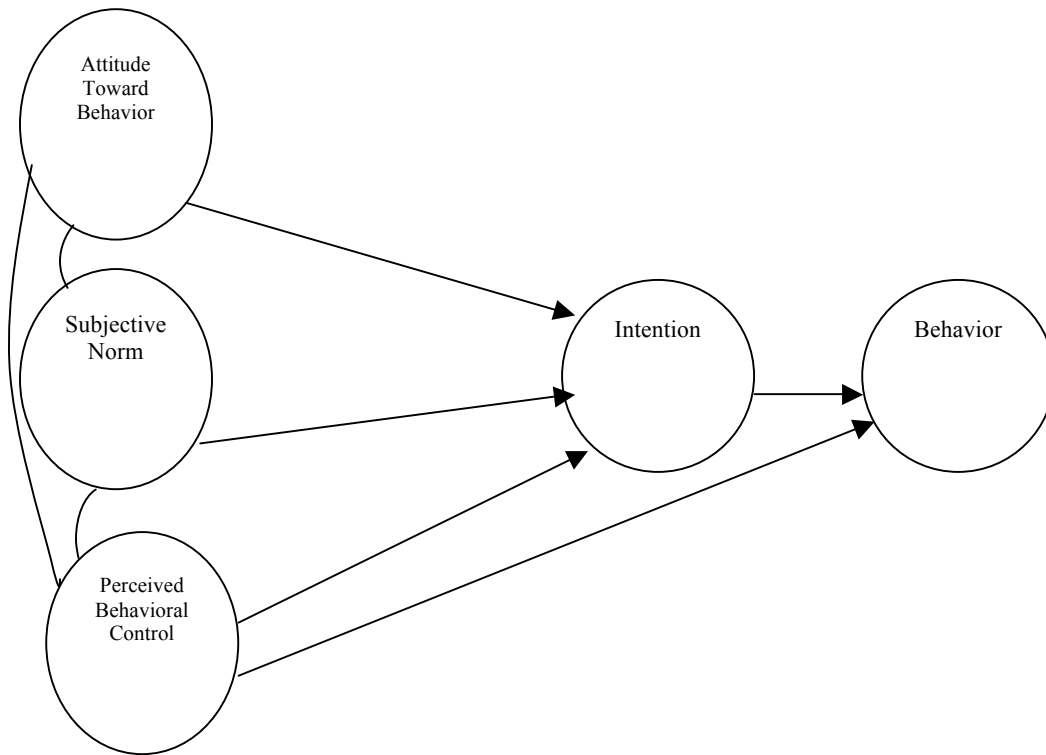 Attitude
Toward
Behavior
Subjective
Norm
Intention
Behavior
Perceived
Behavioral
Control